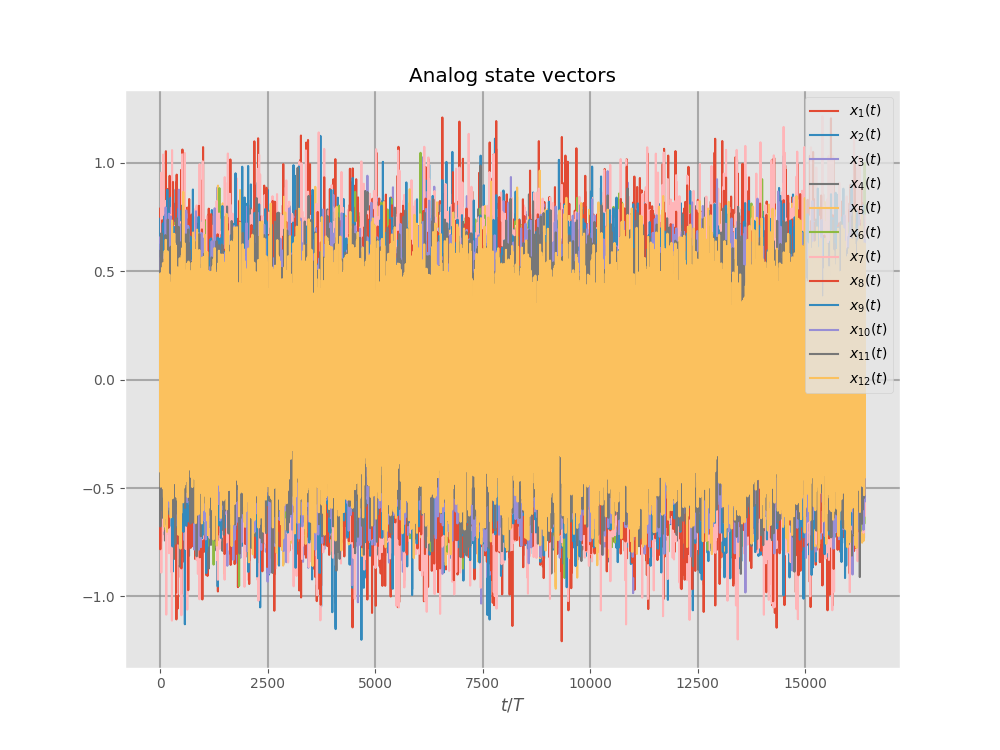 Analog state vectors
1.0
0.5
0.0
−0.5
−1.0
0 2500 5000 7500 10000 12500 15000
t/T
x₁(t)
x₂(t)
x₃(t)
x₄(t)
x₅(t)
x₆(t)
x₇(t)
x₈(t)
x₉(t)
x₁₀(t)
x₁₁(t)
x₁₂(t)